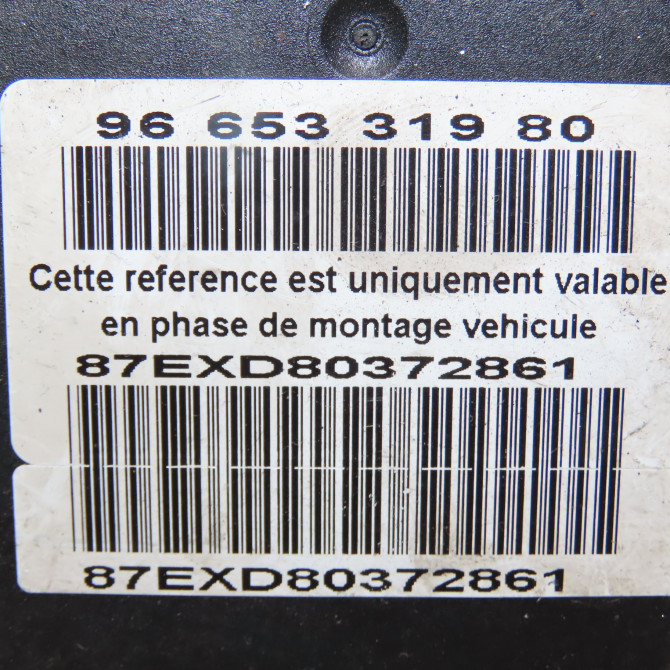 96 653 319 80
Cette reference est uniquement valable
en phase de montage vehicule
87EXD80372861
87EXD80372861